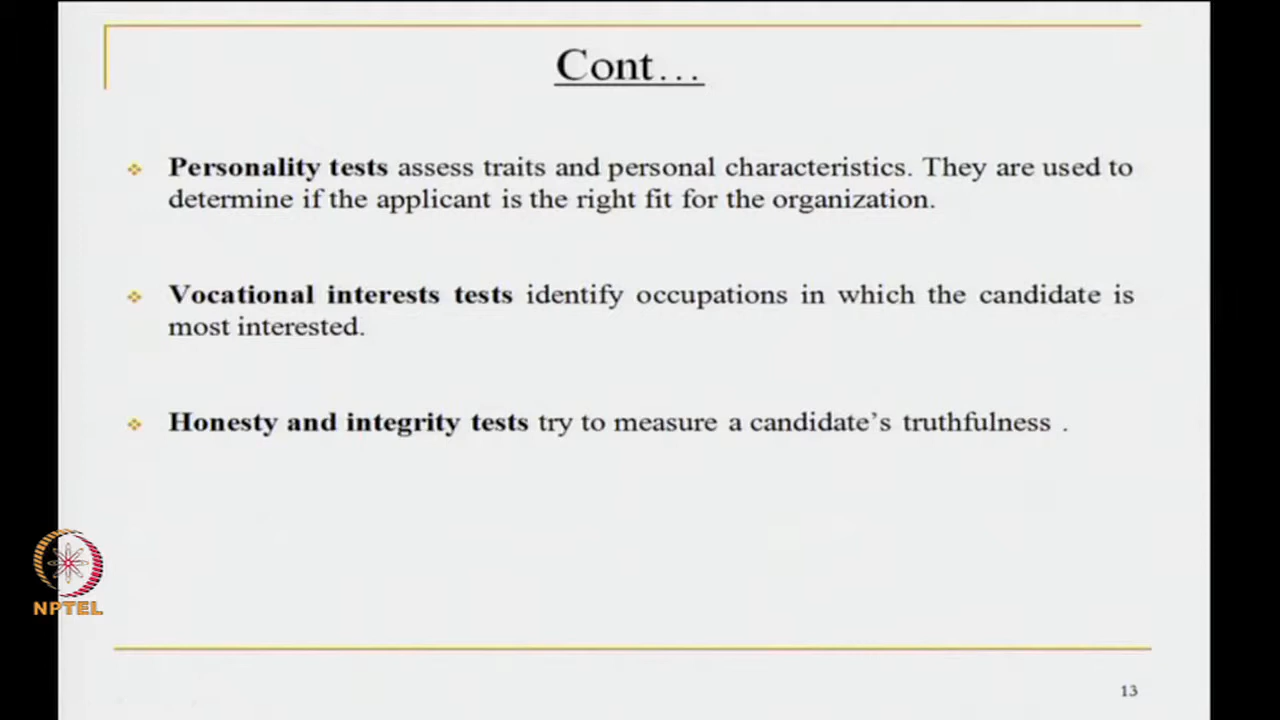 Cont…
Personality tests assess traits and personal characteristics. They are used to
determine if the applicant is the right fit for the organization.
Vocational interests tests identify occupations in which the candidate is
most interested.
Honesty and integrity tests try to measure a candidate’s truthfulness .
NPTEL
13